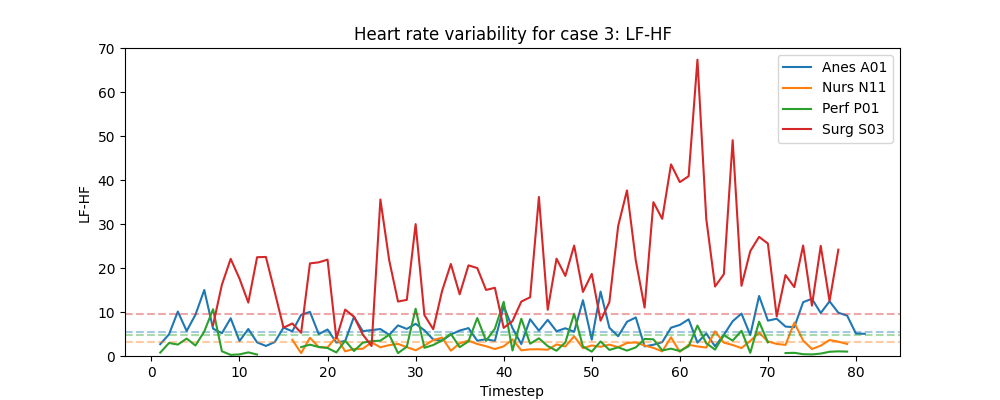 Heart rate variability for case 3: LF-HF
70
60
50
40
30
20
10
0
LF-HF
Anes A01
Nurs N11
Perf P01
Surg S03
0 10 20 30 40 50 60 70 80
Timestep